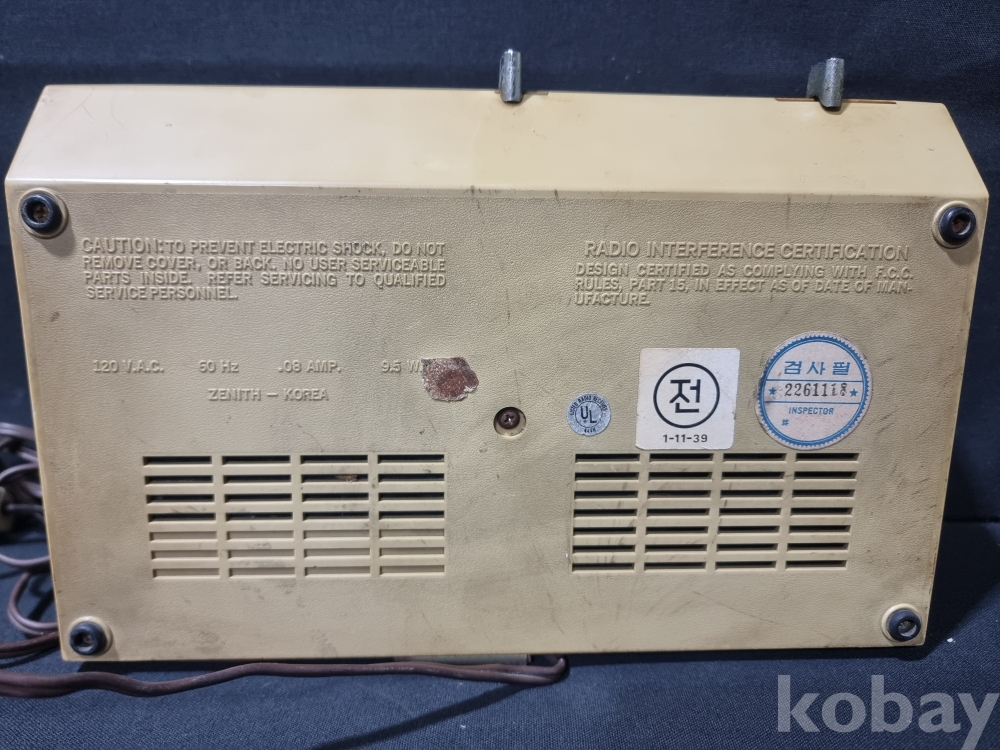 CAUTION: TO PREVENT ELECTRIC SHOCK, DO NOT
REMOVE COVER, OR BACK. NO USER SERVICEABLE
PARTS INSIDE. REFER SERVICING TO QUALIFIED
SERVICE PERSONNEL.
RADIO INTERFERENCE CERTIFICATION
DESIGN CERTIFIED AS COMPLYING WITH F.C.C.
RULES, PART 15, IN EFFECT AS OF DATE OF MAN-
UFACTURE.
120 V.A.C. 60 Hz .08 AMP. 9.5
ZENITH – KOREA
UL
전
1-11-39
검사필
INSPECTOR
#
kobay